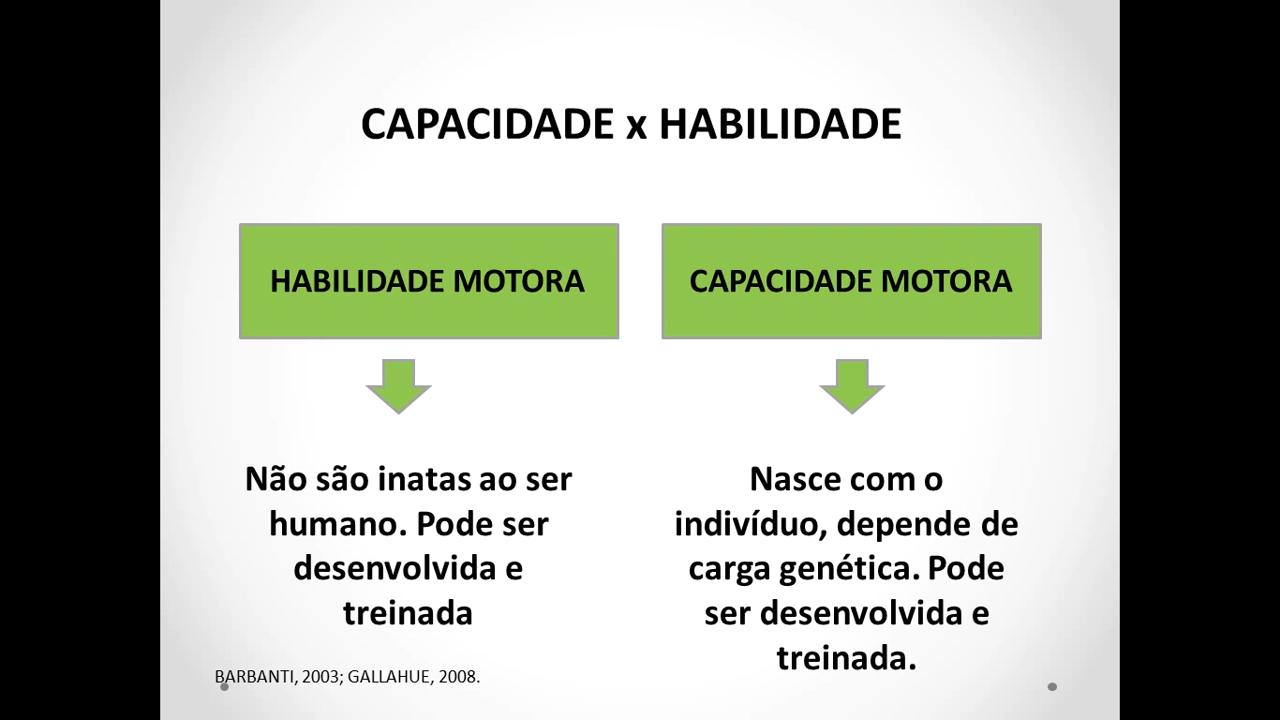 CAPACIDADE x HABILIDADE
HABILIDADE MOTORA
CAPACIDADE MOTORA
Não são inatas ao ser
humano. Pode ser
desenvolvida e
treinada
Nasce com o
indivíduo, depende de
carga genética. Pode
ser desenvolvida e
treinada.
BARBANTI, 2003; GALLAHUE, 2008.